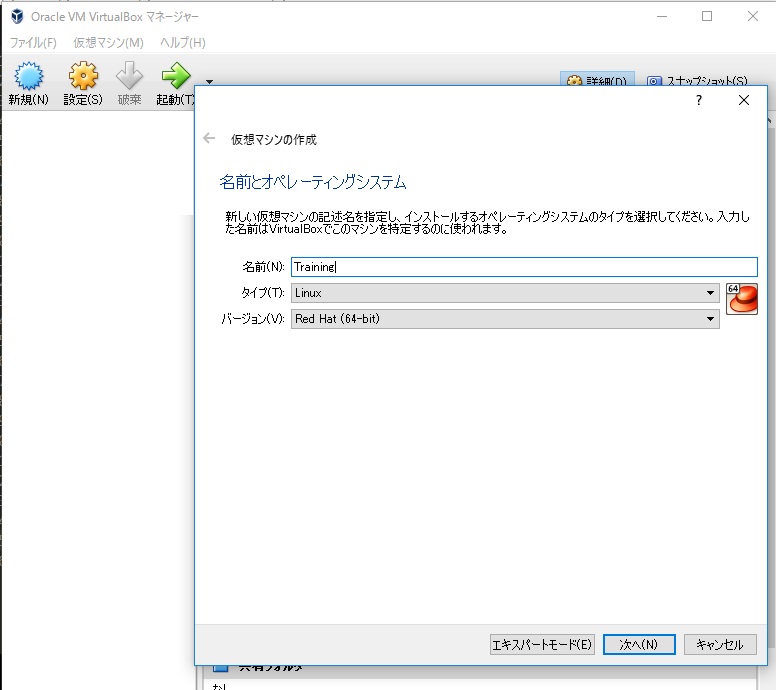 Oracle VM VirtualBox マネージャー
ファイル(F) 仮想マシン(M) ヘルプ(H)
新規(N) 設定(S) 破棄 起動(T)
詳細(D) スナップショット(S)
?
仮想マシンの作成
名前とオペレーティングシステム
新しい仮想マシンの記述名を指定し、インストールするオペレーティングシステムのタイプを選択してください。入力し
た名前はVirtualBoxでこのマシンを特定するのに使われます。
名前(N): Training
タイプ(T): Linux
64
バージョン(V): Red Hat (64-bit)
エキスパートモード(E) 次へ(N) キャンセル
共有フォルダー
なし